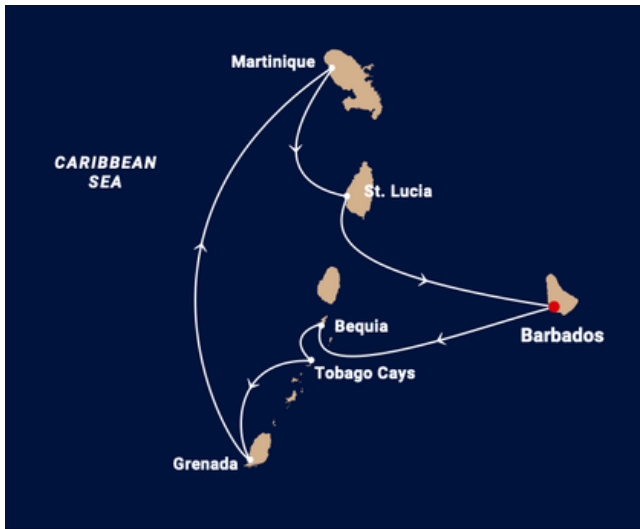 Martinique
CARIBBEAN
SEA
St. Lucia
Bequia
Barbados
Tobago Cays
Grenada